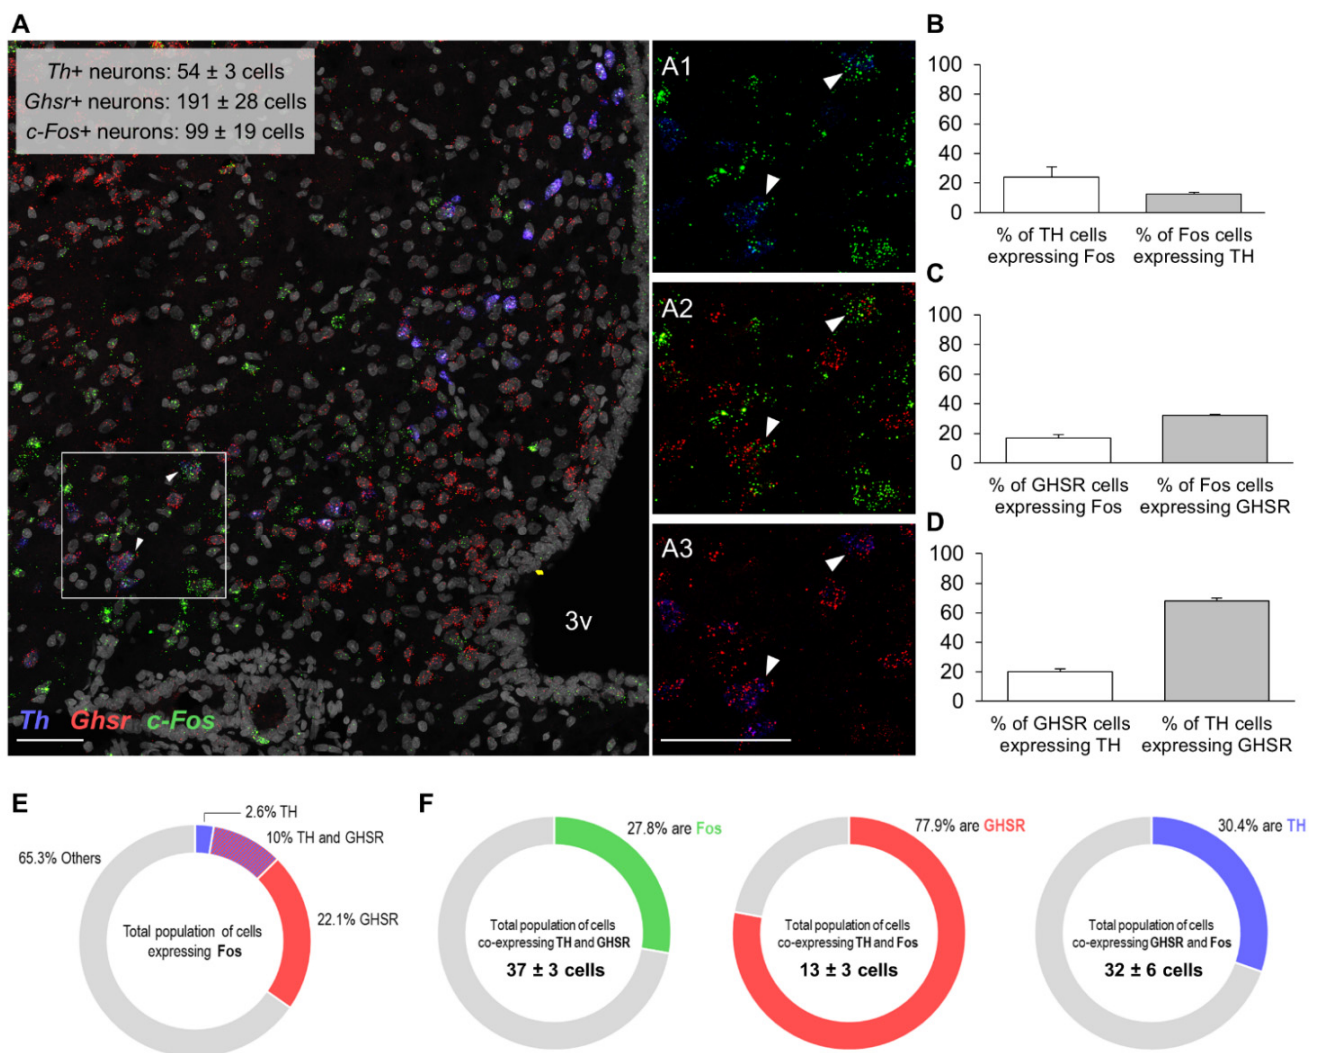 A
Th+ neurons: 54 ± 3 cells
Ghsr+ neurons: 191 ± 28 cells
c-Fos+ neurons: 99 ± 19 cells
3v
Th Ghsr c-Fos
A1
A2
A3
B
100
80
60
40
20
0
% of TH cells
expressing Fos
% of Fos cells
expressing TH
C
100
80
60
40
20
0
% of GHSR cells
expressing Fos
% of Fos cells
expressing GHSR
D
100
80
60
40
20
0
% of GHSR cells
expressing TH
% of TH cells
expressing GHSR
E
2.6% TH
10% TH and GHSR
65.3% Others
22.1% GHSR
Total population of cells
expressing Fos
F
27.8% are Fos
Total population of cells
co-expressing TH and GHSR
37 ± 3 cells
77.9% are GHSR
Total population of cells
co-expressing TH and Fos
13 ± 3 cells
30.4% are TH
Total population of cells
co-expressing GHSR and Fos
32 ± 6 cells